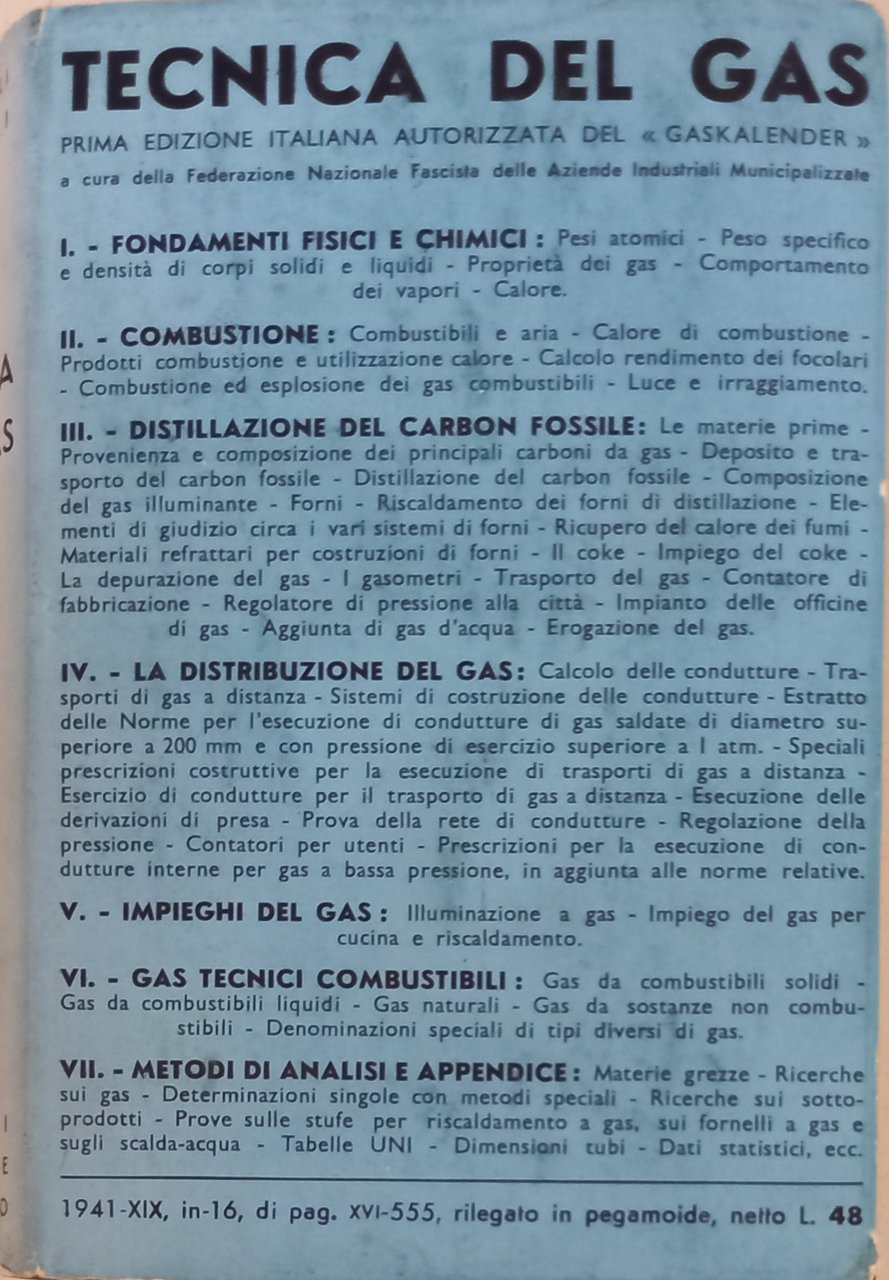 TECNICA DEL GAS
PRIMA EDIZIONE ITALIANA AUTORIZZATA DEL « GASKALENDER »
a cura della Federazione Nazionale Fascista delle Aziende Industriali Municipalizzate
I. - FONDAMENTI FISICI E CHIMICI : Pesi atomici - Peso specifico
e densità di corpi solidi e liquidi - Proprietà dei gas - Comportamento
dei vapori - Calore.
II. - COMBUSTIONE : Combustibili e aria - Calore di combustione -
Prodotti combustione e utilizzazione calore - Calcolo rendimento dei focolari
- Combustione ed esplosione dei gas combustibili - Luce e irraggiamento.
III. - DISTILLAZIONE DEL CARBON FOSSILE: Le materie prime -
Provenienza e composizione dei principali carboni da gas - Deposito e tra-
sporto del carbon fossile - Distillazione del carbon fossile - Composizione
del gas illuminante - Forni - Riscaldamento dei forni di distillazione - Ele-
menti di giudizio circa i vari sistemi di forni - Ricupero del calore dei fumi -
Materiali refrattari per costruzioni di forni - Il coke - Impiego del coke -
La depurazione del gas - I gasometri - Trasporto del gas - Contatore di
fabbricazione - Regolatore di pressione alla città - Impianto delle officine
di gas - Aggiunta di gas d'acqua - Erogazione del gas.
IV. - LA DISTRIBUZIONE DEL GAS: Calcolo delle condutture - Tra-
sporti di gas a distanza - Sistemi di costruzione delle condutture - Estratto
delle Norme per l'esecuzione di condutture di gas saldate di diametro su-
periore a 200 mm e con pressione di esercizio superiore a 1 atm. - Speciali
prescrizioni costruttive per la esecuzione di trasporti di gas a distanza -
Esercizio di condutture per il trasporto di gas a distanza - Esecuzione delle
derivazioni di presa - Prova della rete di condutture - Regolazione della
pressione - Contatori per utenti - Prescrizioni per la esecuzione di con-
dutture interne per gas a bassa pressione, in aggiunta alle norme relative.
V. - IMPIEGHI DEL GAS : Illuminazione a gas - Impiego del gas per
cucina e riscaldamento.
VI. - GAS TECNICI COMBUSTIBILI : Gas da combustibili solidi -
Gas da combustibili liquidi - Gas naturali - Gas da sostanze non combu-
stibili - Denominazioni speciali di tipi diversi di gas.
VII. - METODI DI ANALISI E APPENDICE : Materie grezze - Ricerche
sui gas - Determinazioni singole con metodi speciali - Ricerche sui sotto-
prodotti - Prove sulle stufe per riscaldamento a gas, sui fornelli a gas e
sugli scalda-acqua - Tabelle UNI - Dimensioni tubi - Dati statistici, ecc.
1941-XIX, in-16, di pag. XVI-555, rilegato in pegamoide, netto L. 48